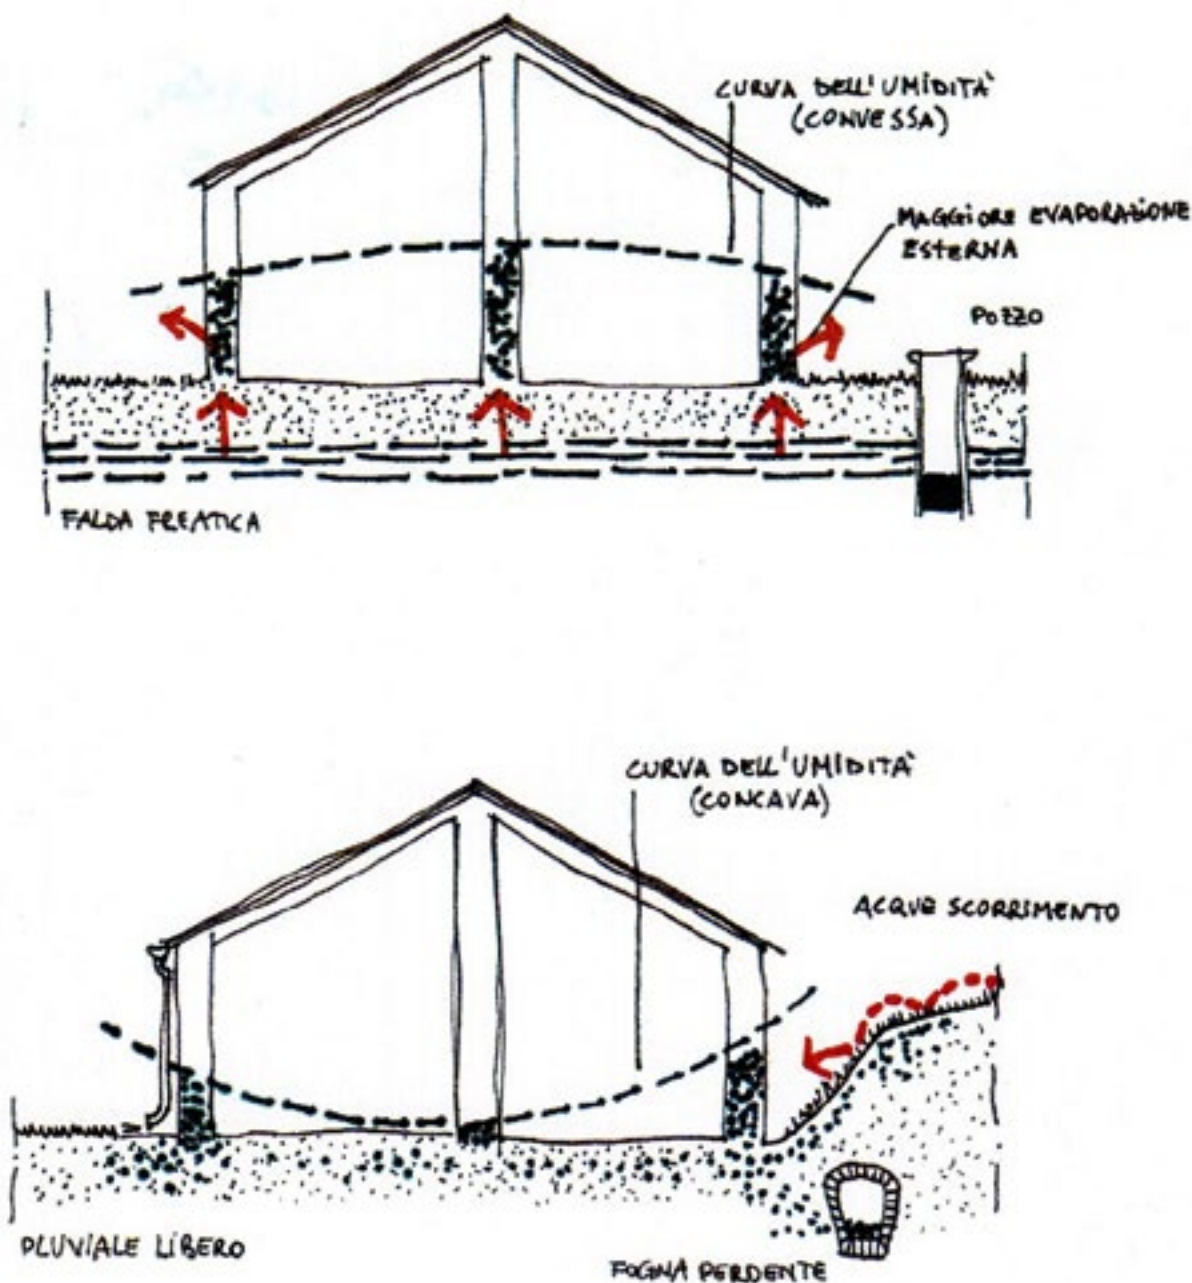 CURVA DELL'UMIDITÀ
(CONVESSA)
MAGGIORE EVAPORAZIONE
ESTERNA
POZZO
FALDA FREATICA
CURVA DELL'UMIDITÀ
(CONCAVA)
ACQUE SCORRIMENTO
PLUVIALE LIBERO
FOGNA PERDENTE